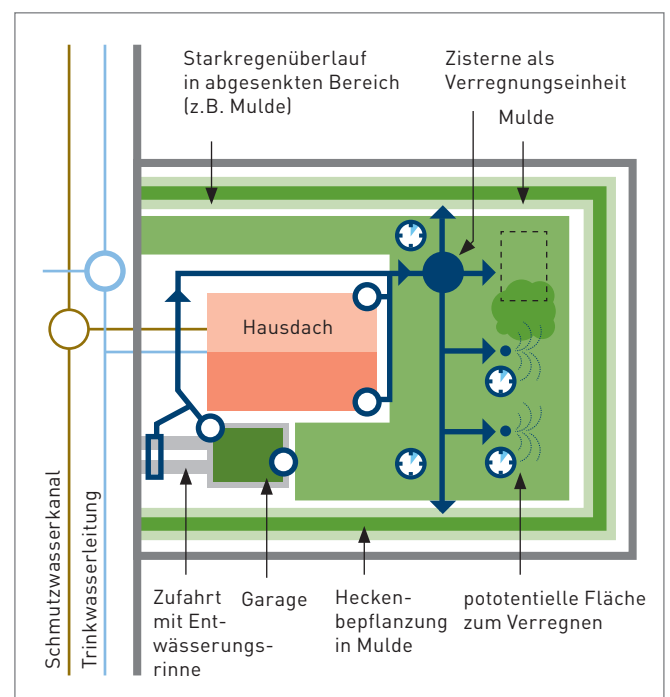 Starkregenüberlauf
in abgesenkten Bereich
(z.B. Mulde)
Zisterne als
Verregnungseinheit
Mulde
Hausdach
Schmutzwasserkanal
Trinkwasserleitung
Zufahrt
mit Ent-
wässerungs-
rinne
Garage
Hecken-
bepflanzung
in Mulde
pototentielle Fläche
zum Verregnen